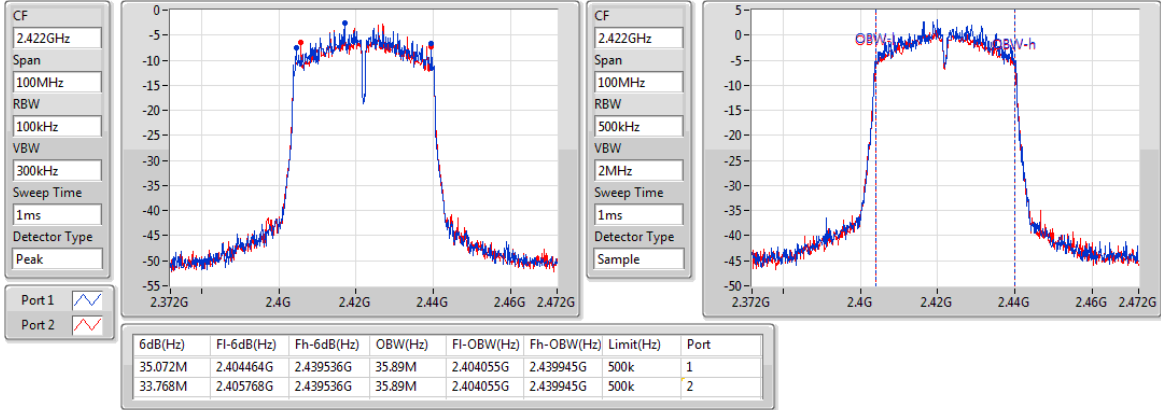 CF
2.422GHz
Span
100MHz
RBW
100kHz
VBW
300kHz
Sweep Time
1ms
Detector Type
Peak
Port 1
Port 2
0
-5
-10
-15
-20
-25
-30
-35
-40
-45
-50
-55
2.372G 2.4G 2.42G 2.44G 2.46G 2.472G
CF
2.422GHz
Span
100MHz
RBW
500kHz
VBW
2MHz
Sweep Time
1ms
Detector Type
Sample
5
0
-5
-10
-15
-20
-25
-30
-35
-40
-45
-50
OBW-l OBW-h
2.372G 2.4G 2.42G 2.44G 2.46G 2.472G
6dB(Hz) Fl-6dB(Hz) Fh-6dB(Hz) OBW(Hz) Fl-OBW(Hz) Fh-OBW(Hz) Limit(Hz) Port
35.072M 2.404464G 2.439536G 35.89M 2.404055G 2.439945G 500k 1
33.768M 2.405768G 2.439536G 35.89M 2.404055G 2.439945G 500k 2